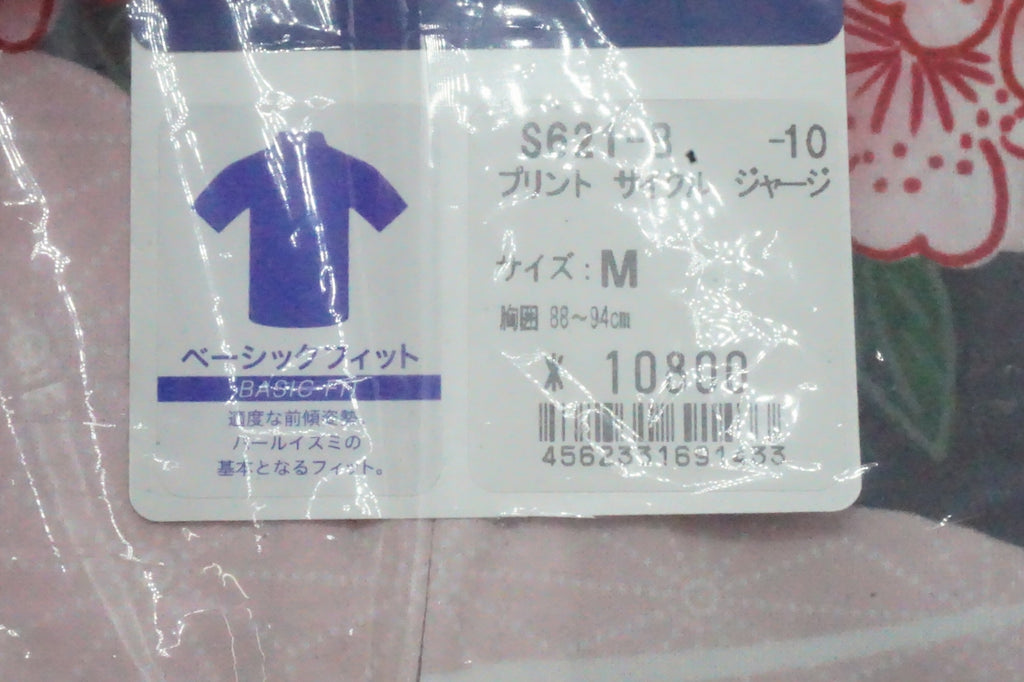 ベーシックフィット
BASIC FIT
適度な前傾姿勢
パールイズミの
基本となるフィット。
S621-B -10
プリント サイクル ジャージ
サイズ：M
胸囲 88～94cm
¥ 10800
4562331691433